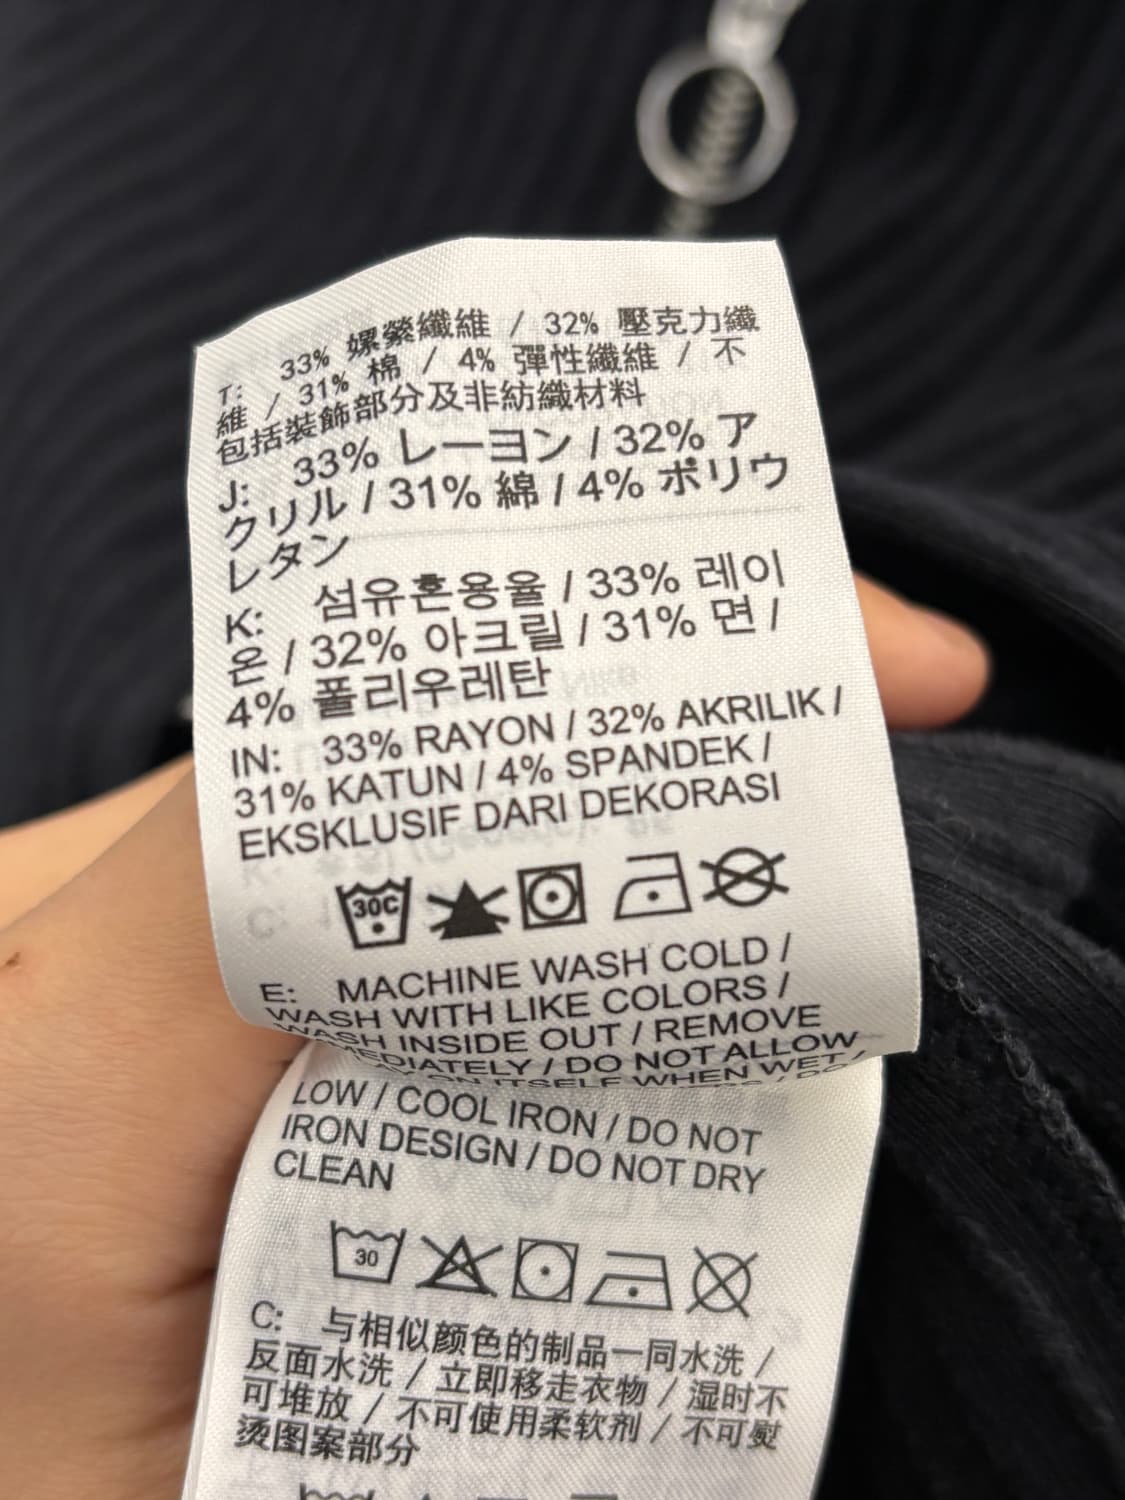 T: 33% 嫘縈纖維 / 32% 壓克力纖
維 / 31% 棉 / 4% 彈性纖維 / 不
包括裝飾部分及非紡織材料
J: 33% レーヨン / 32% ア
クリル / 31% 綿 / 4% ポリウ
レタン
K: 섬유혼용율 / 33% 레이
온 / 32% 아크릴 / 31% 면 /
4% 폴리우레탄
IN: 33% RAYON / 32% AKRILIK /
31% KATUN / 4% SPANDEK /
EKSKLUSIF DARI DEKORASI
30C
E: MACHINE WASH COLD /
WASH WITH LIKE COLORS /
WASH INSIDE OUT / REMOVE
DO NOT ALLOW
ITSELF WHEN WET /
LOW / COOL IRON / DO NOT
IRON DESIGN / DO NOT DRY
CLEAN
30
C: 与相似颜色的制品一同水洗 /
反面水洗 / 立即移走衣物 / 湿时不
可堆放 / 不可使用柔软剂 / 不可熨
烫图案部分